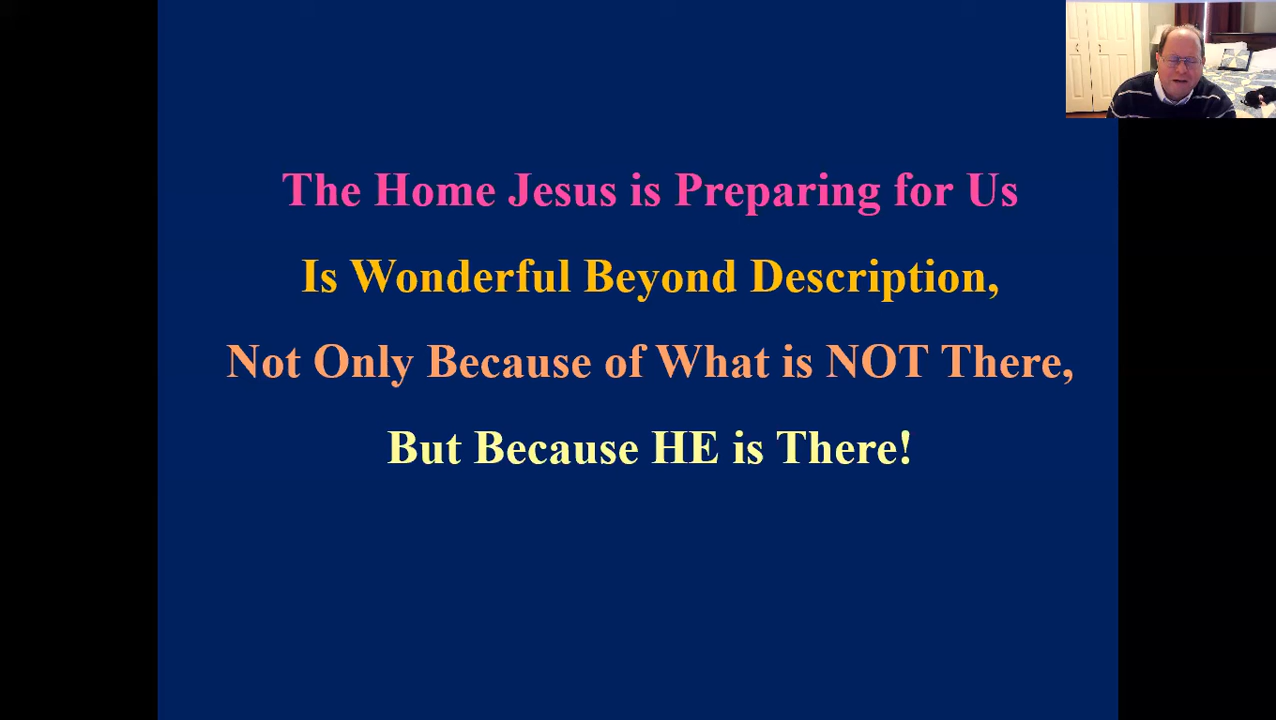 The Home Jesus is Preparing for Us
Is Wonderful Beyond Description,
Not Only Because of What is NOT There,
But Because HE is There!